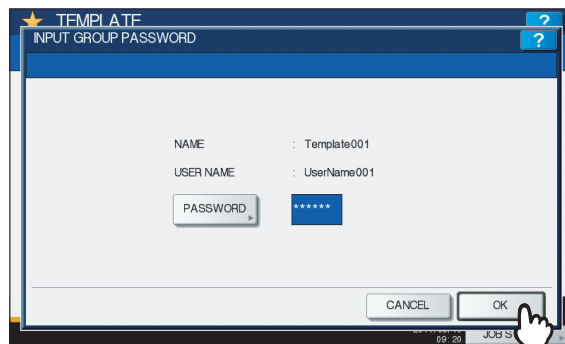 TEMPLATE ?
INPUT GROUP PASSWORD ?
NAME : Template001
USER NAME : UserName001
PASSWORD ******
CANCEL OK
JOB S
09:20